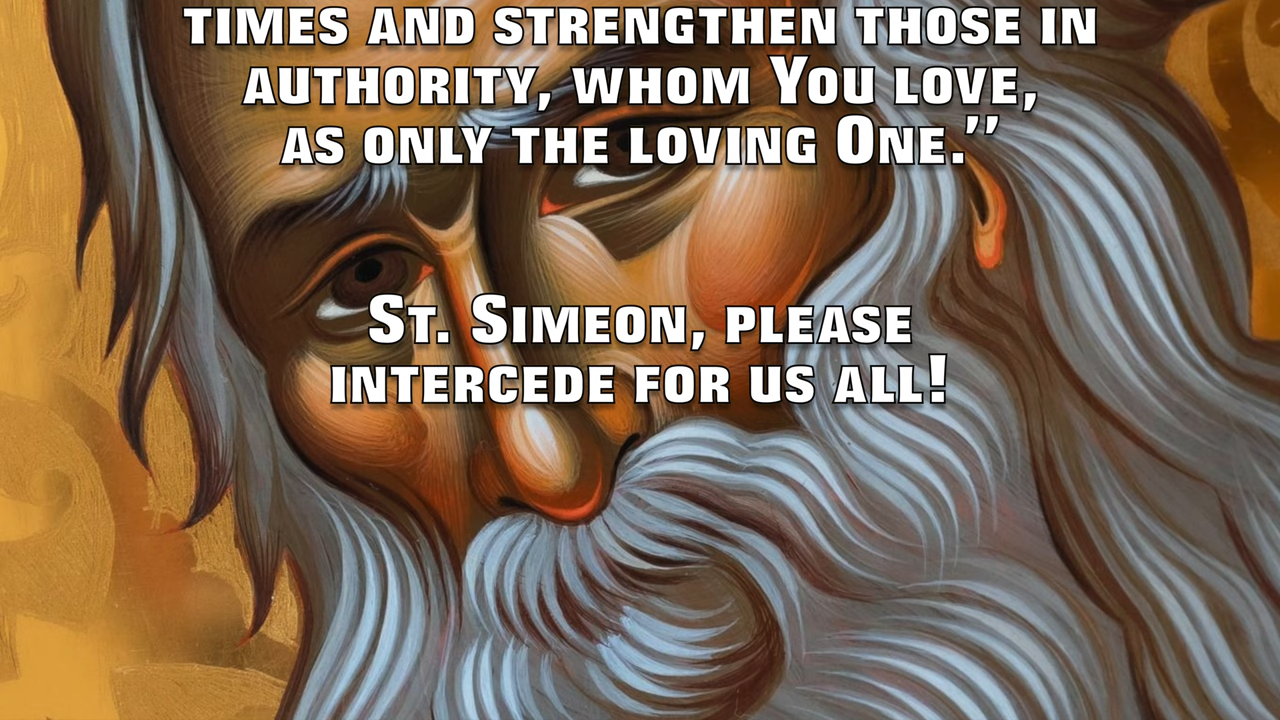 TIMES AND STRENGTHEN THOSE IN
AUTHORITY, WHOM YOU LOVE,
AS ONLY THE LOVING ONE.’’
ST. SIMEON, PLEASE
INTERCEDE FOR US ALL!